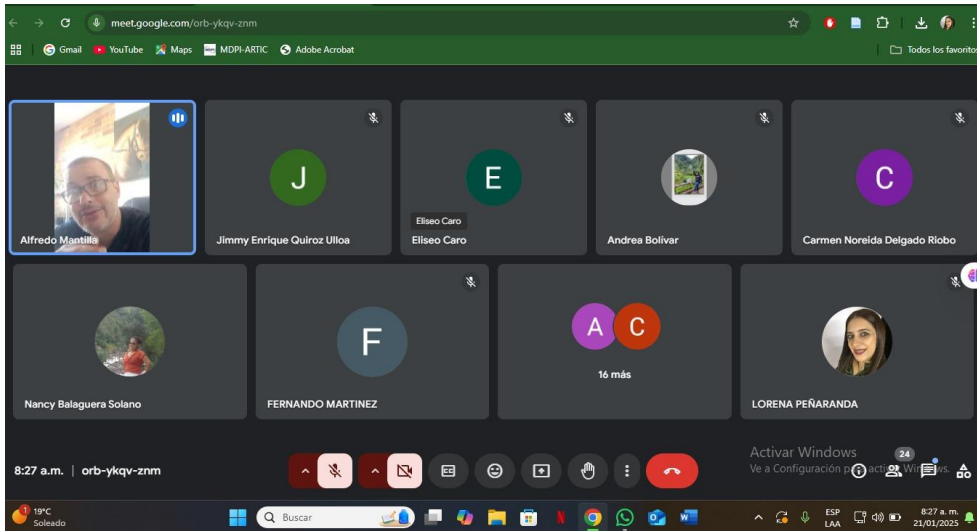 meet.google.com/orb-ykqv-znm
Gmail YouTube Maps MDPI-ARTIC Adobe Acrobat Todos los favoritos
J
E
C
Eliseo Caro
Alfredo Mantilla
Jimmy Enrique Quiroz Ulloa
Eliseo Caro
Andrea Bolívar
Carmen Noreida Delgado Riobo
F
A C
16 más
Nancy Balaguera Solano
FERNANDO MARTINEZ
LORENA PEÑARANDA
Activar Windows
Ve a Configuración para activar Windows.
24
8:27 a.m. | orb-ykqv-znm
CC
1
19°C
Soleado
Buscar
ESP
LAA
8:27 a. m.
21/01/2025